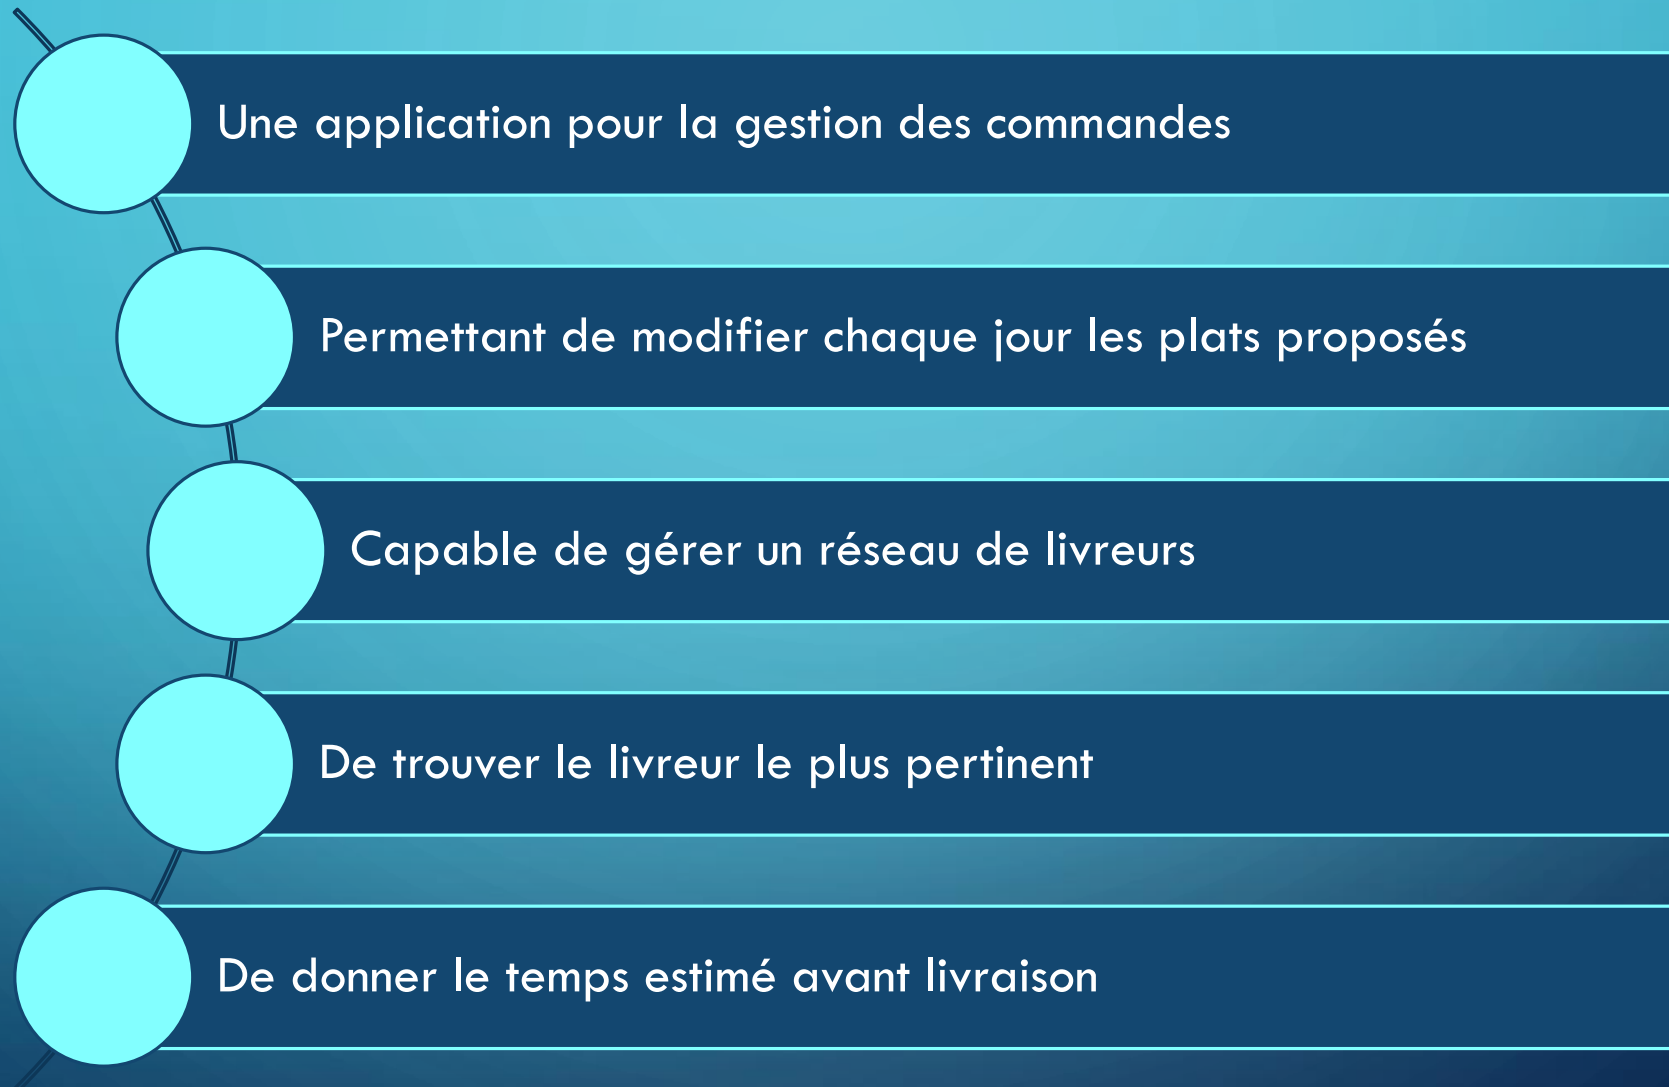 Une application pour la gestion des commandes
Permettant de modifier chaque jour les plats proposés
Capable de gérer un réseau de livreurs
De trouver le livreur le plus pertinent
De donner le temps estimé avant livraison